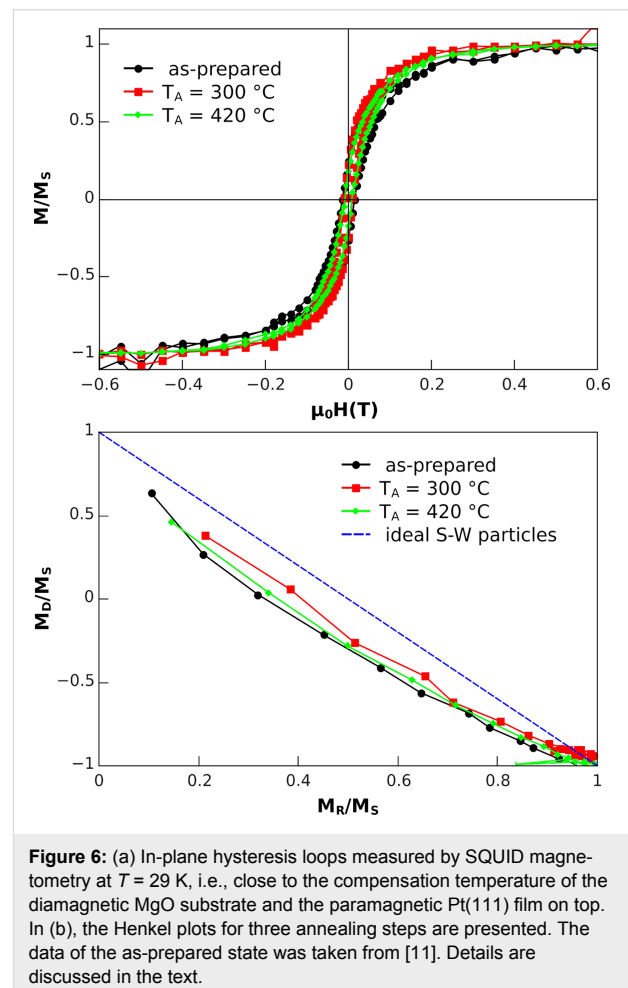 1
as-prepared
T_A = 300 °C
T_A = 420 °C
0.5
M/M_S
0
−0.5
−1
−0.6 −0.4 −0.2 0 0.2 0.4 0.6
μ₀H(T)
1
as-prepared
T_A = 300 °C
T_A = 420 °C
ideal S-W particles
0.5
M_D/M_S
0
−0.5
-1
0 0.2 0.4 0.6 0.8 1
M_R/M_S
Figure 6: (a) In-plane hysteresis loops measured by SQUID magne-
tometry at T = 29 K, i.e., close to the compensation temperature of the
diamagnetic MgO substrate and the paramagnetic Pt(111) film on top.
In (b), the Henkel plots for three annealing steps are presented. The
data of the as-prepared state was taken from [11]. Details are
discussed in the text.